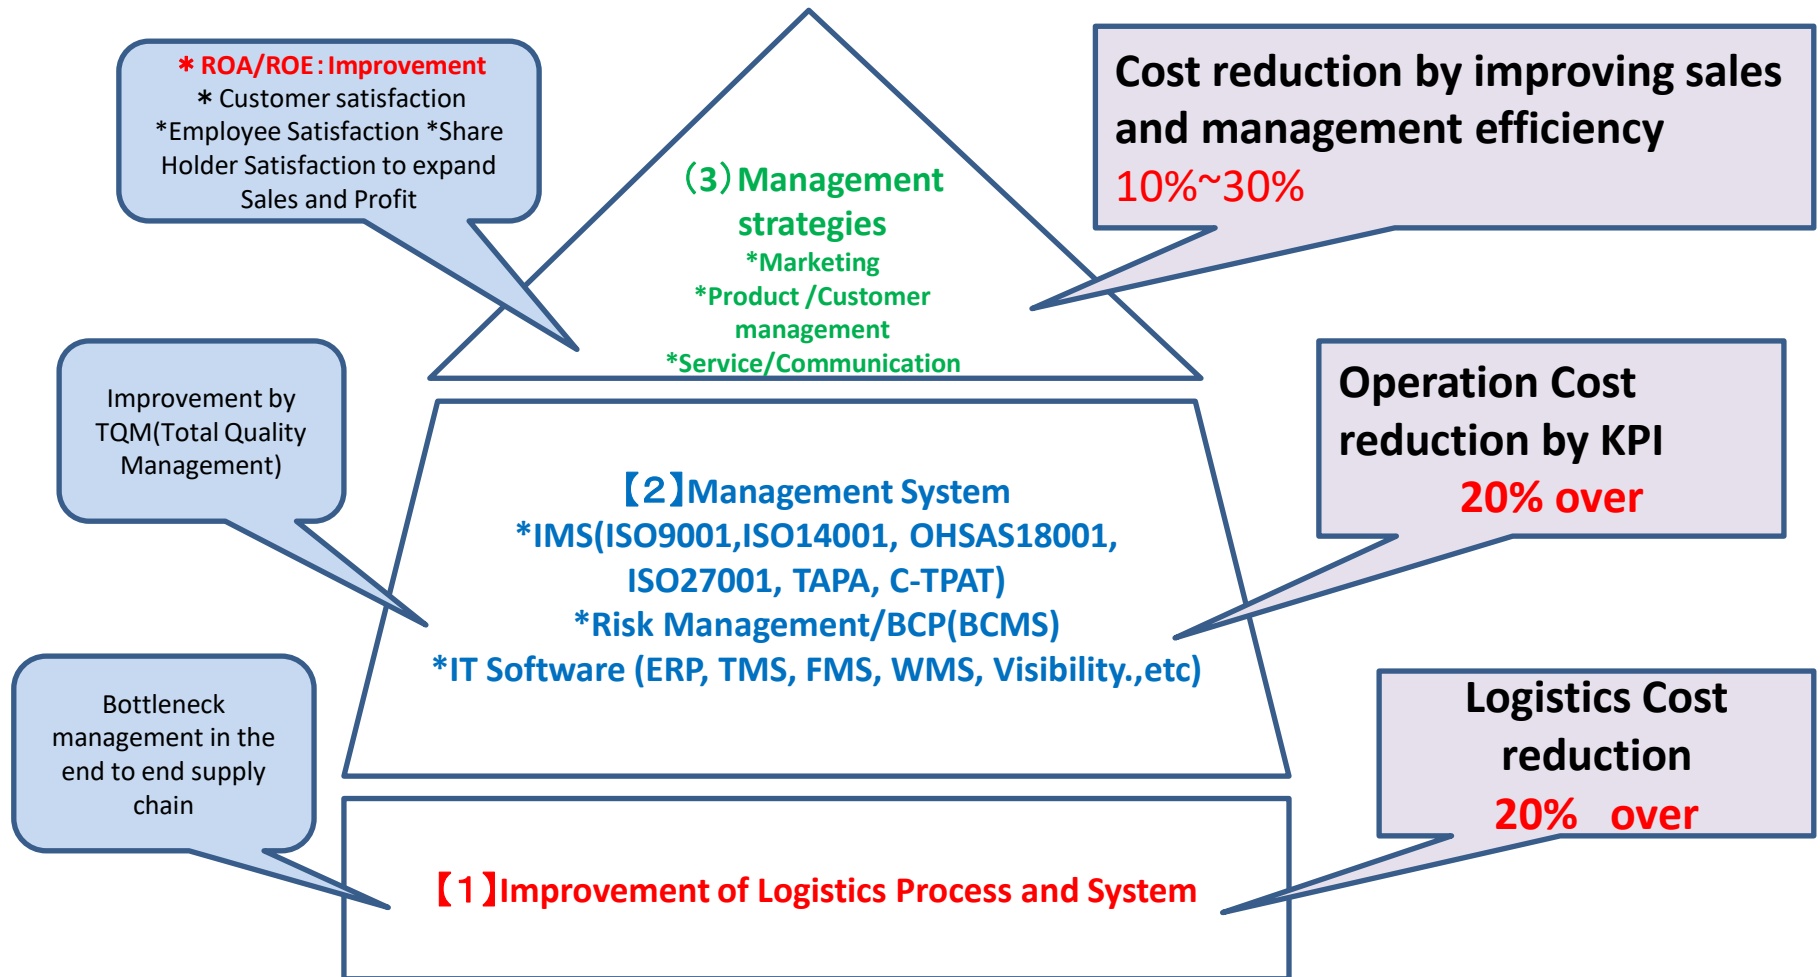 * ROA/ROE:Improvement
* Customer satisfaction
*Employee Satisfaction *Share
Holder Satisfaction to expand
Sales and Profit
Cost reduction by improving sales
and management efficiency
10%~30%
(3)Management
strategies
*Marketing
*Product /Customer
management
*Service/Communication
Improvement by
TQM(Total Quality
Management)
Operation Cost
reduction by KPI
20% over
【2】Management System
*IMS(ISO9001,ISO14001, OHSAS18001,
ISO27001, TAPA, C-TPAT)
*Risk Management/BCP(BCMS)
*IT Software (ERP, TMS, FMS, WMS, Visibility.,etc)
Bottleneck
management in the
end to end supply
chain
Logistics Cost
reduction
20% over
【1】Improvement of Logistics Process and System